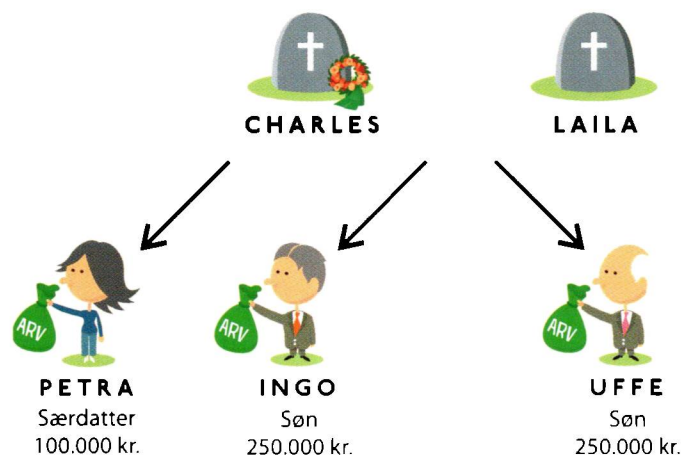 CHARLES
LAILA
ARV
ARV
ARV
PETRA
Særdatter
100.000 kr.
INGO
Søn
250.000 kr.
UFFE
Søn
250.000 kr.